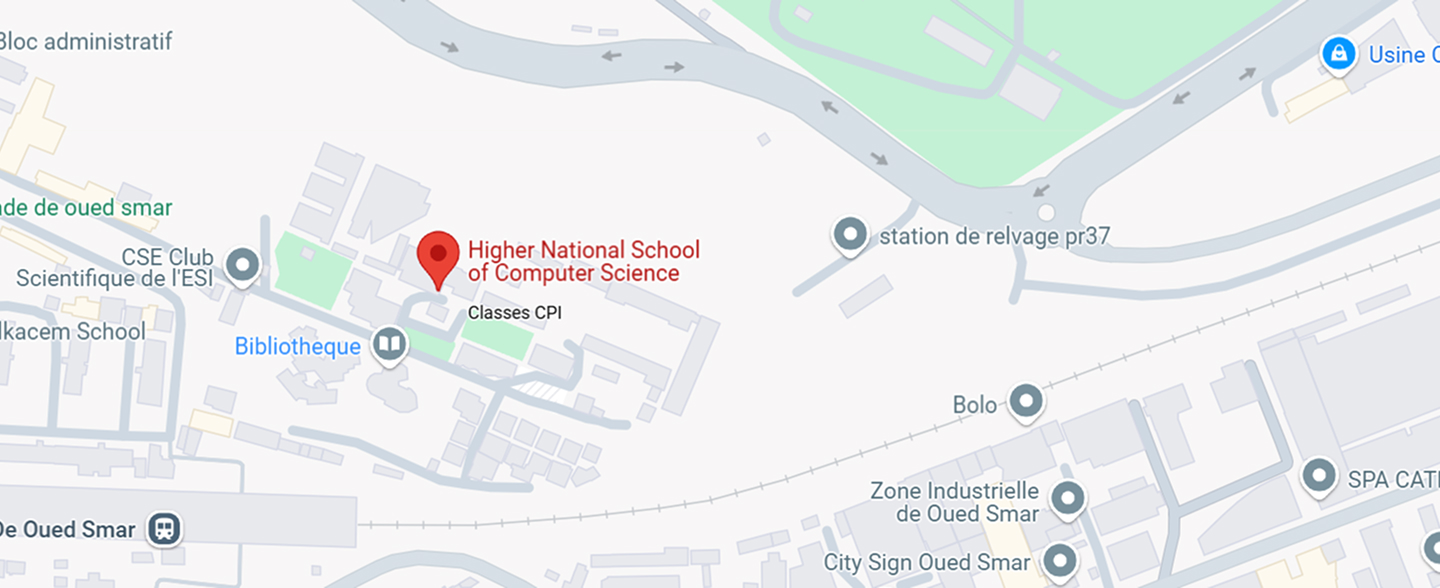 Bloc administratif
Usine
de de oued smar
CSE Club
Scientifique de l'ESI
Higher National School
of Computer Science
Classes CPI
station de relvage pr37
lkacem School
Bibliotheque
Bolo
Zone Industrielle
de Oued Smar
SPA CAT
De Oued Smar
City Sign Oued Smar